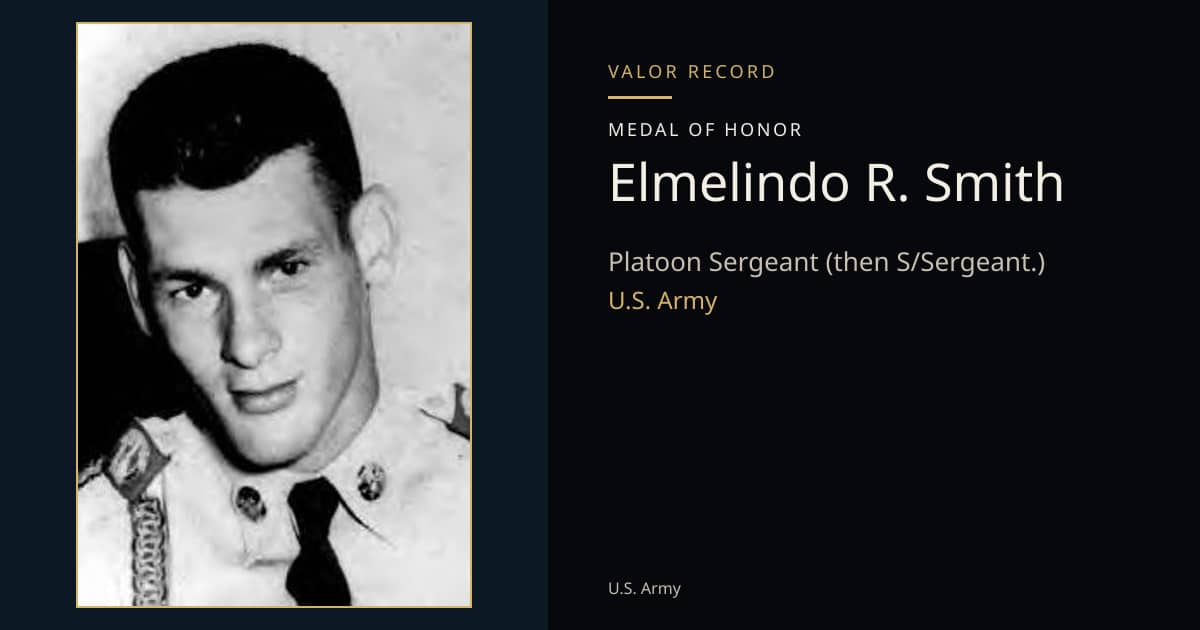 VALOR RECORD
MEDAL OF HONOR
Elmelindo R. Smith
Platoon Sergeant (then S/Sergeant.)
U.S. Army
U.S. Army